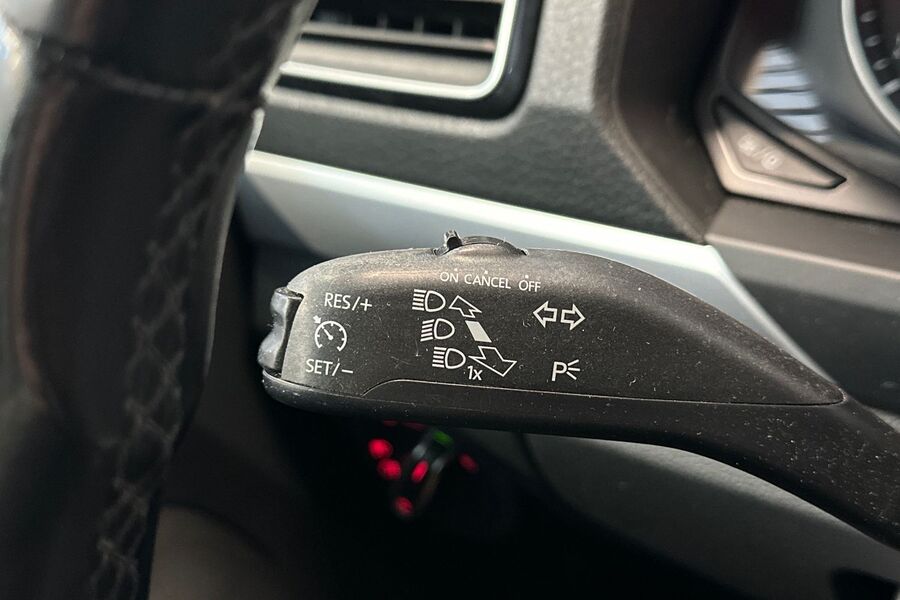 ON CANCEL OFF
RES/+
SET/-
1x
P